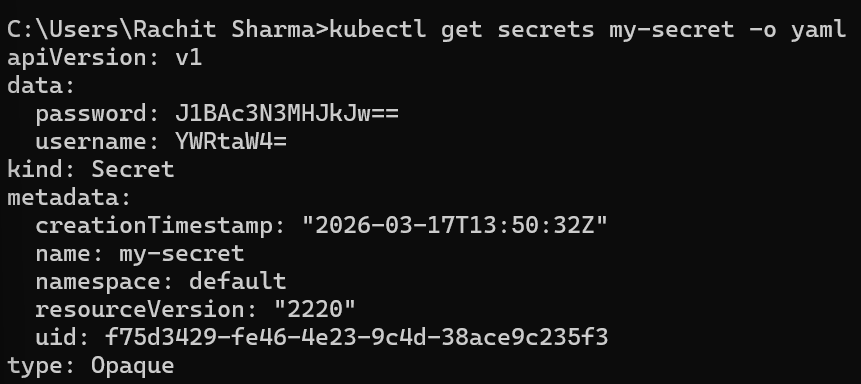 C:\Users\Rachit Sharma>kubectl get secrets my-secret -o yaml
apiVersion: v1
data:
  password: J1BAc3N3MHJkJw==
  username: YWRtaW4=
kind: Secret
metadata:
  creationTimestamp: "2026-03-17T13:50:32Z"
  name: my-secret
  namespace: default
  resourceVersion: "2220"
  uid: f75d3429-fe46-4e23-9c4d-38ace9c235f3
type: Opaque